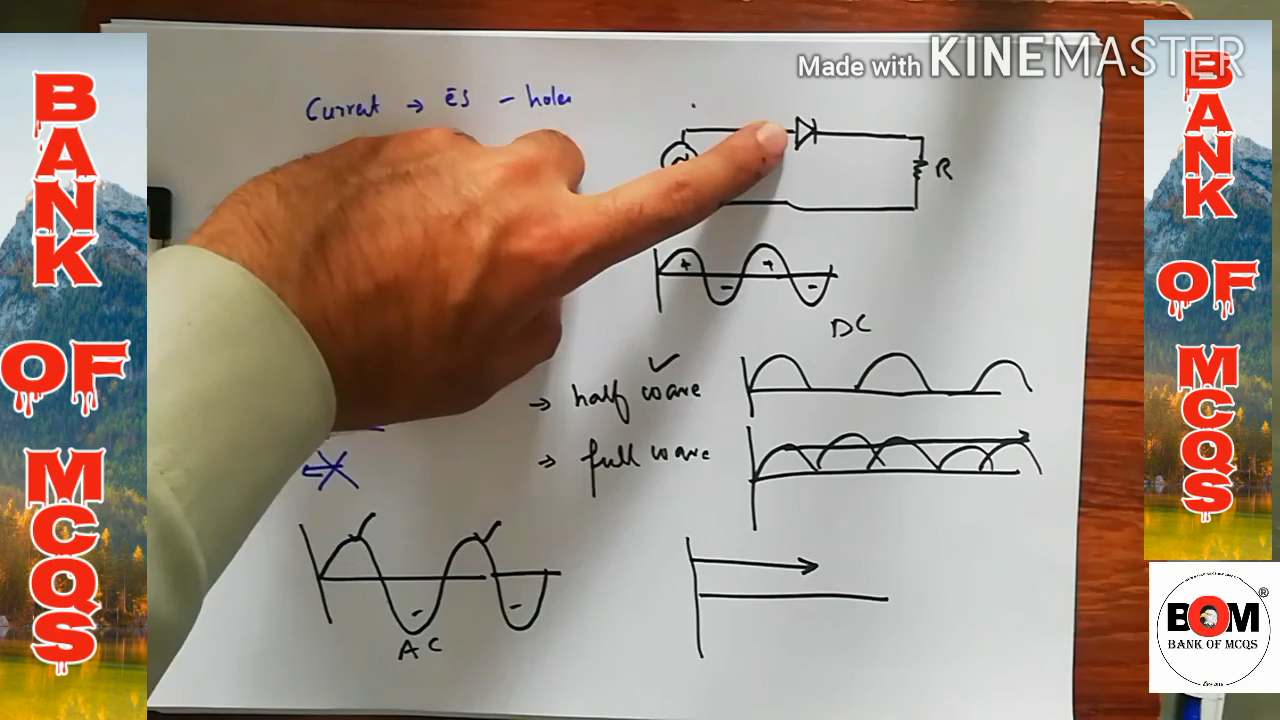 BANK OF MCQS
Made with KINEMASTER
BANK OF MCQS
Current → ēs - holes
R
+ - + -
DC
→ half wave
→ full wave
-
-
AC
BOM®
BANK OF MCQS